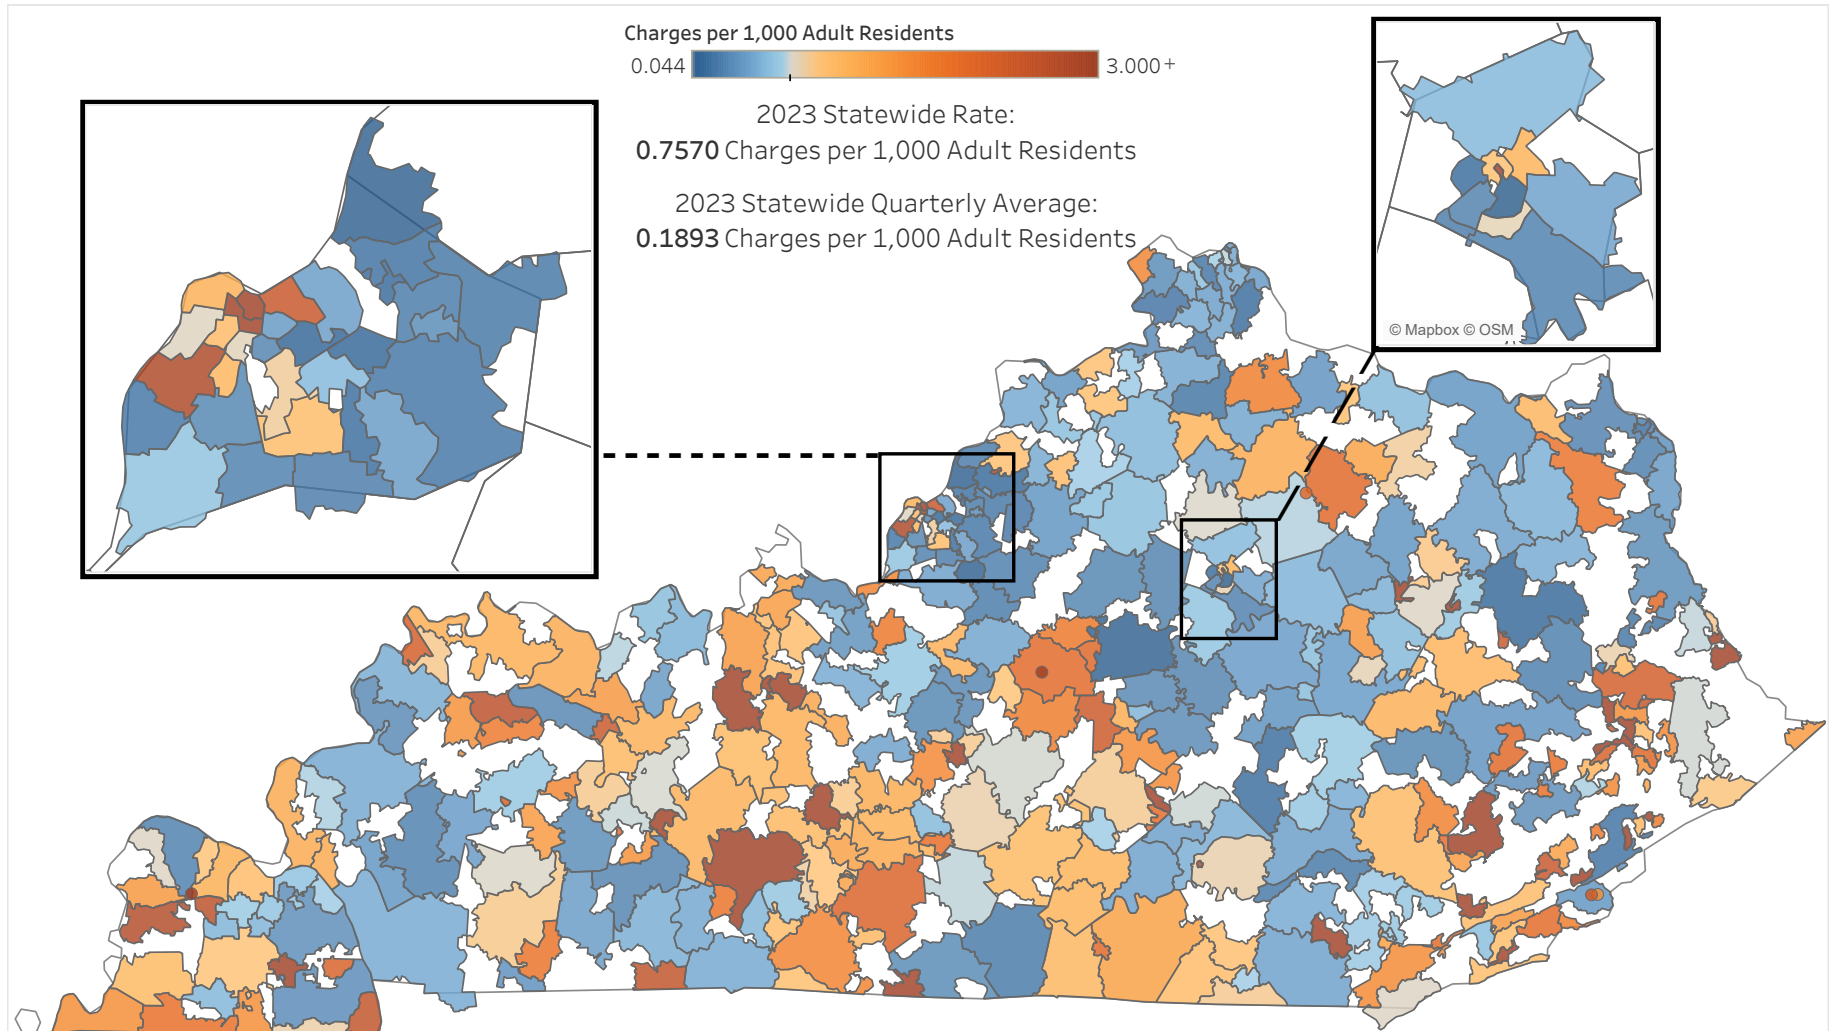 Charges per 1,000 Adult Residents
0.044
3.000+
2023 Statewide Rate:
0.7570 Charges per 1,000 Adult Residents
2023 Statewide Quarterly Average:
0.1893 Charges per 1,000 Adult Residents
© Mapbox © OSM